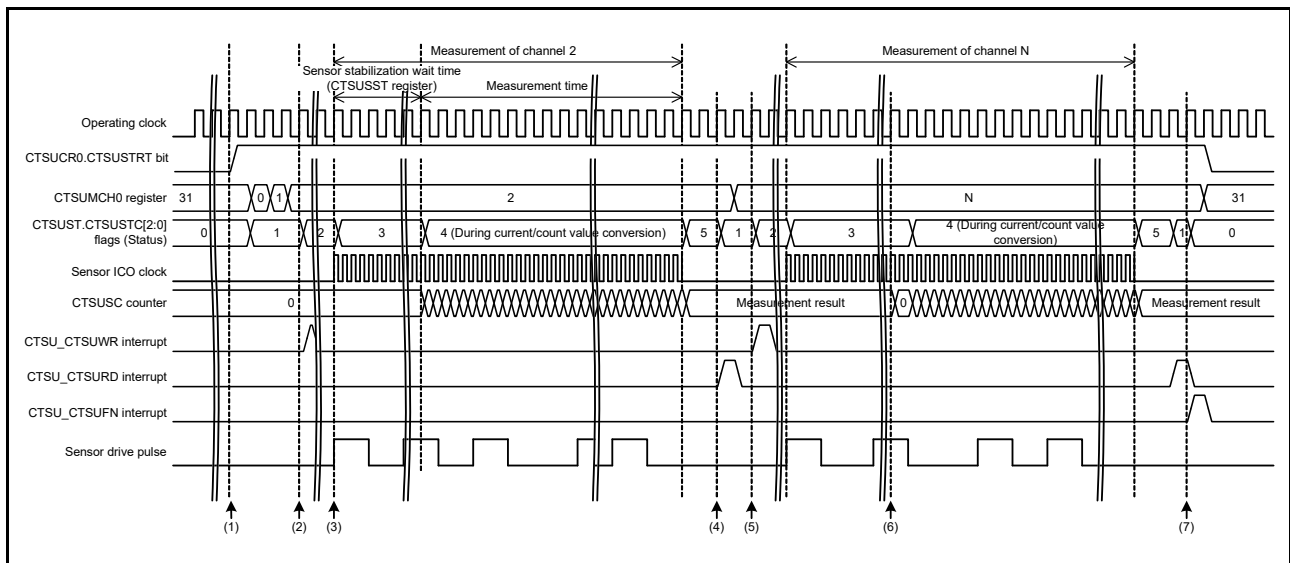 Measurement of channel 2
Measurement of channel N
Sensor stabilization wait time
(CTSUSST register)
Measurement time
Operating clock
CTSUCR0.CTSUSTRT bit
CTSUMCH0 register
31
0
1
2
N
31
CTSUST.CTSUSTC[2:0]
flags (Status)
0
1
2
3
4 (During current/count value conversion)
5
1
2
3
4 (During current/count value
conversion)
5
1
0
Sensor ICO clock
CTSUSC counter
0
Measurement result
0
Measurement result
CTSU_CTSUWR interrupt
CTSU_CTSURD interrupt
CTSU_CTSUFN interrupt
Sensor drive pulse
(1)
(2)
(3)
(4)
(5)
(6)
(7)